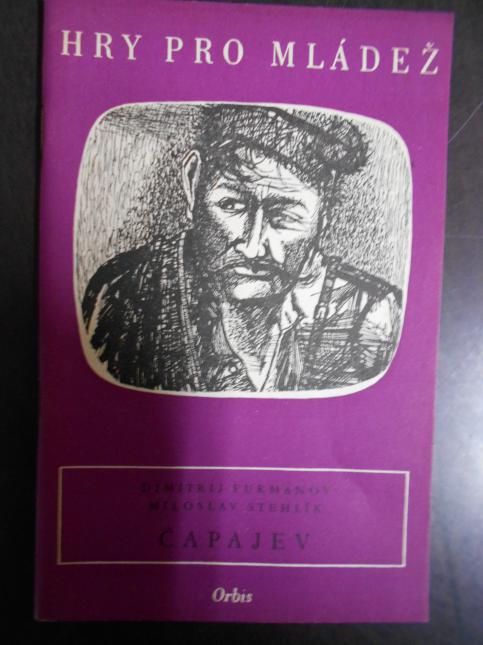 HRY PRO MLÁDEŽ
DIMITRIJ FURMANOV
MILOSLAV STEHLÍK
ČAPAJEV
Orbis